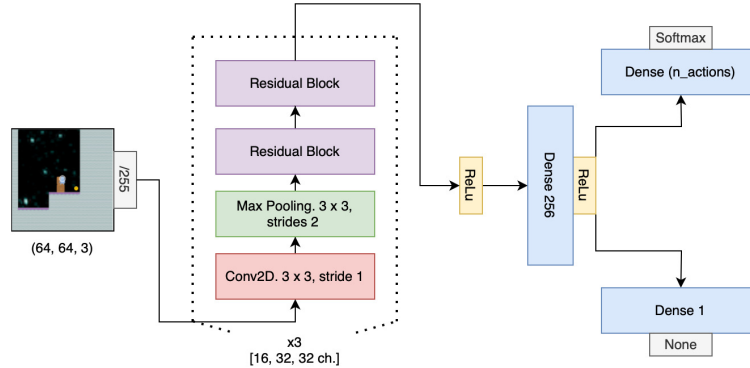 (64, 64, 3)
/255
Residual Block
Residual Block
Max Pooling. 3 x 3,
strides 2
Conv2D. 3 x 3, stride 1
x3
[16, 32, 32 ch.]
ReLu
Dense 256
ReLu
Softmax
Dense (n_actions)
Dense 1
None